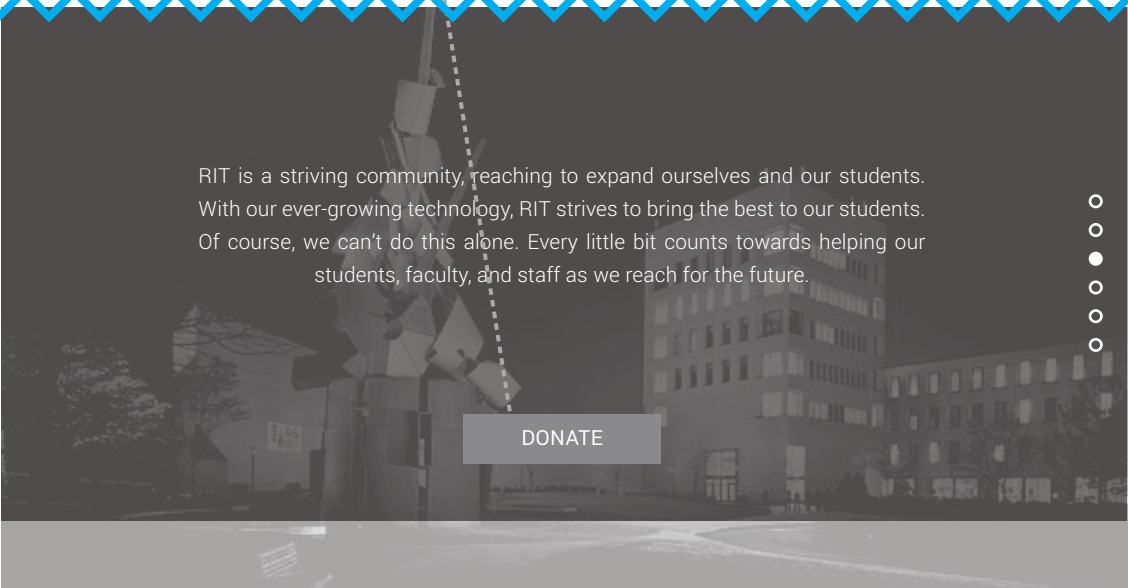 RIT is a striving community, reaching to expand ourselves and our students.
With our ever-growing technology, RIT strives to bring the best to our students.
Of course, we can’t do this alone. Every little bit counts towards helping our
students, faculty, and staff as we reach for the future.
DONATE